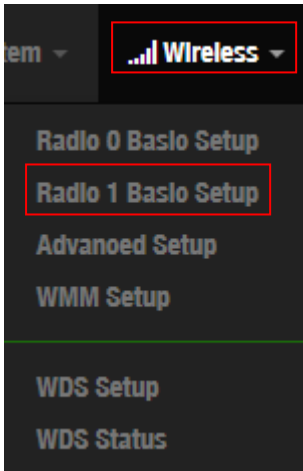 tem
Wireless
Radio 0 Basic Setup
Radio 1 Basic Setup
Advanced Setup
WMM Setup
WDS Setup
WDS Status